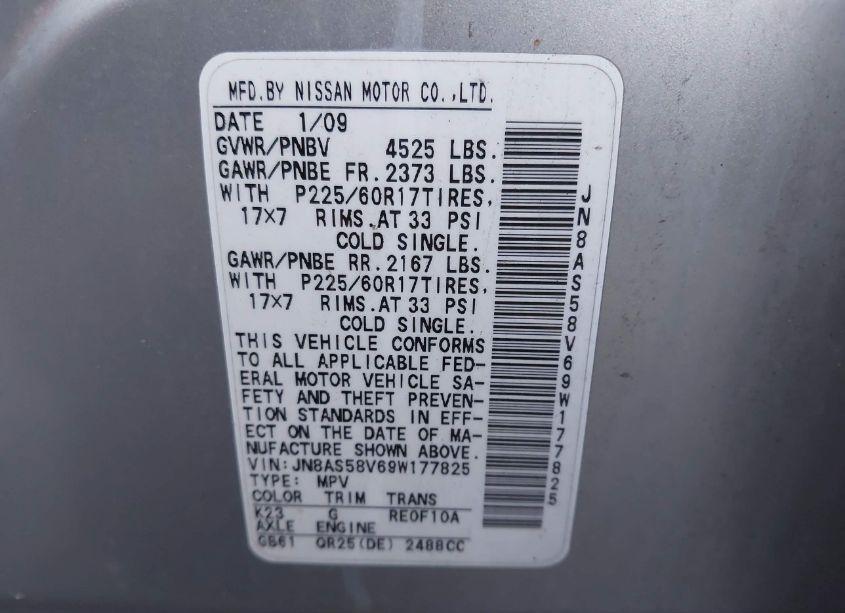 MFD.BY NISSAN MOTOR CO.,LTD.
DATE 1/09
GVWR/PNBV 4525 LBS.
GAWR/PNBE FR.2373 LBS.
WITH P225/60R17TIRES,
17×7 RIMS.AT 33 PSI
COLD SINGLE.
GAWR/PNBE RR.2167 LBS.
WITH P225/60R17TIRES,
17×7 RIMS.AT 33 PSI
COLD SINGLE.
THIS VEHICLE CONFORMS
TO ALL APPLICABLE FED-
ERAL MOTOR VEHICLE SA-
FETY AND THEFT PREVEN-
TION STANDARDS IN EFF-
ECT ON THE DATE OF MA-
NUFACTURE SHOWN ABOVE.
VIN:JN8AS58V69W177825
TYPE: MPV
COLOR TRIM TRANS
K23 G RE0F10A
AXLE ENGINE
GB61 QR25(DE) 2488CC
JN8AS58V69W177825